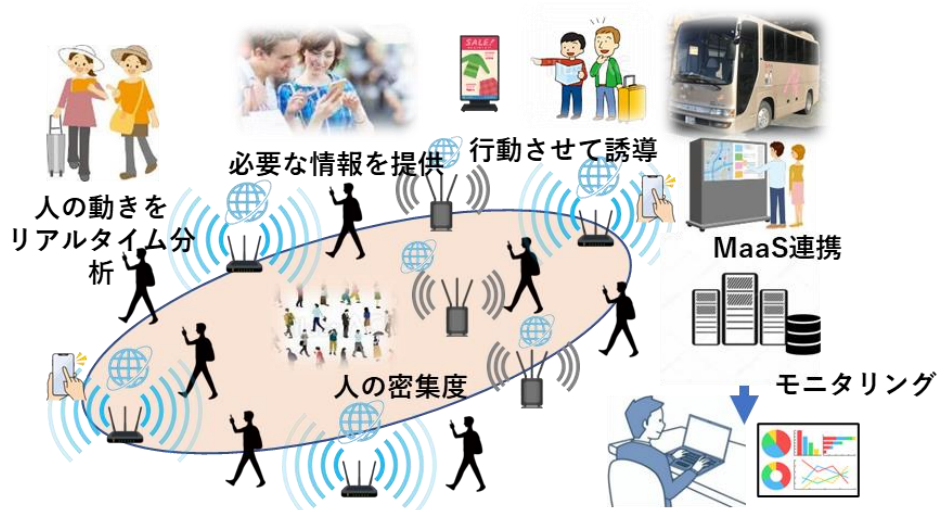 SALE!
必要な情報を提供
行動させて誘導
人の動きを
リアルタイム分
析
MaaS連携
人の密集度
モニタリング